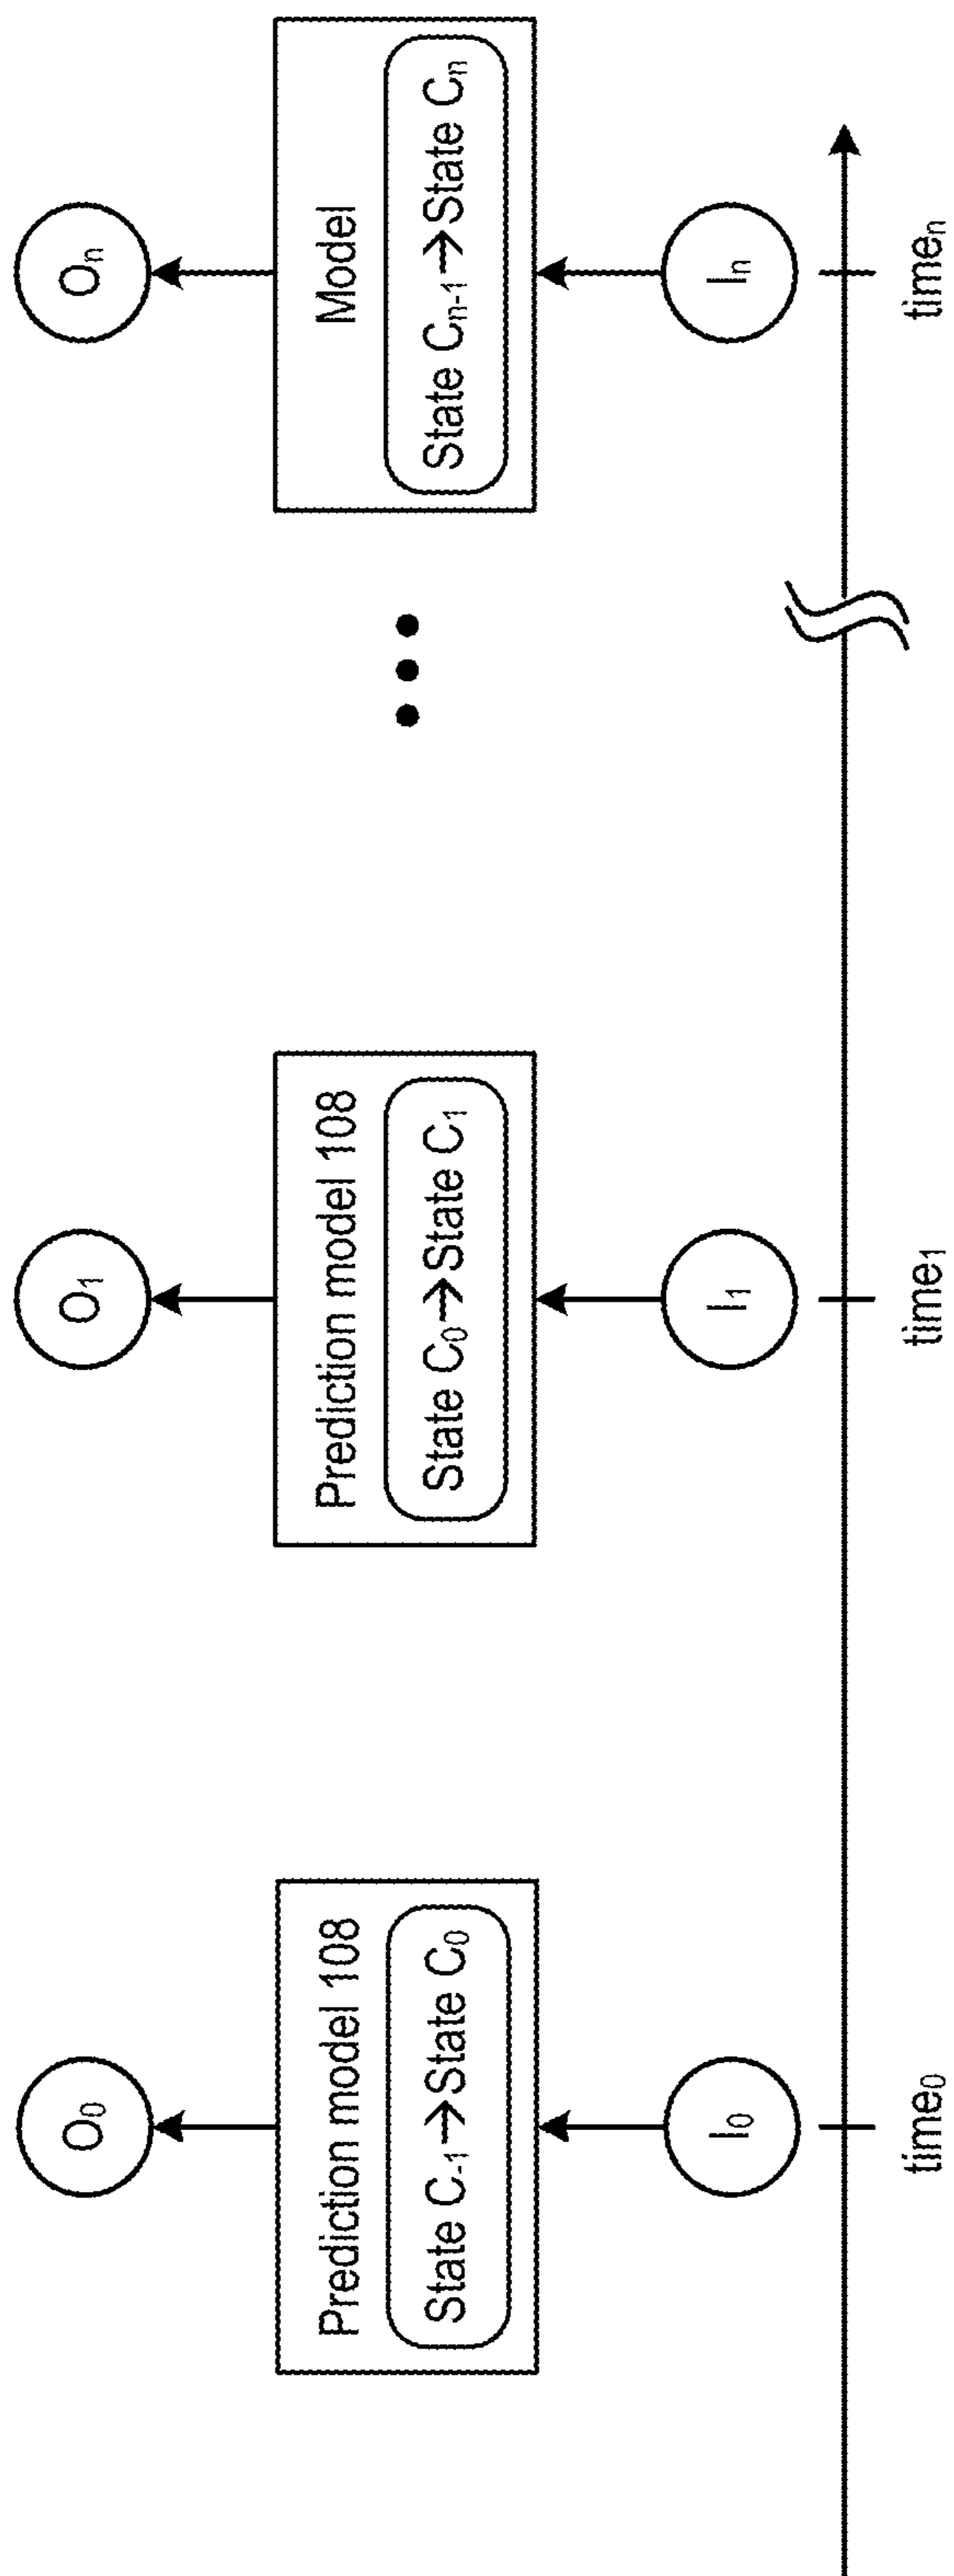 O₀
O₁
Oₙ
Prediction model 108
State C₋₁→State C₀
Prediction model 108
State C₀→State C₁
Model
State Cₙ₋₁→State Cₙ
I₀
I₁
Iₙ
time₀
time₁
timeₙ